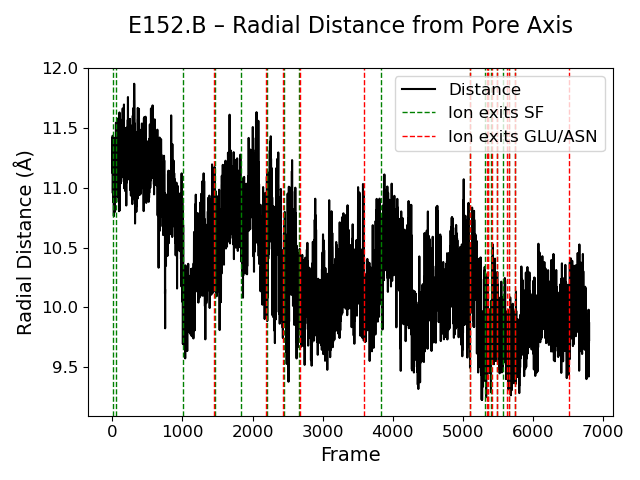 E152.B – Radial Distance from Pore Axis
12.0
11.5
11.0
10.5
10.0
9.5
Radial Distance (Å)
Distance
Ion exits SF
Ion exits GLU/ASN
0 1000 2000 3000 4000 5000 6000 7000
Frame